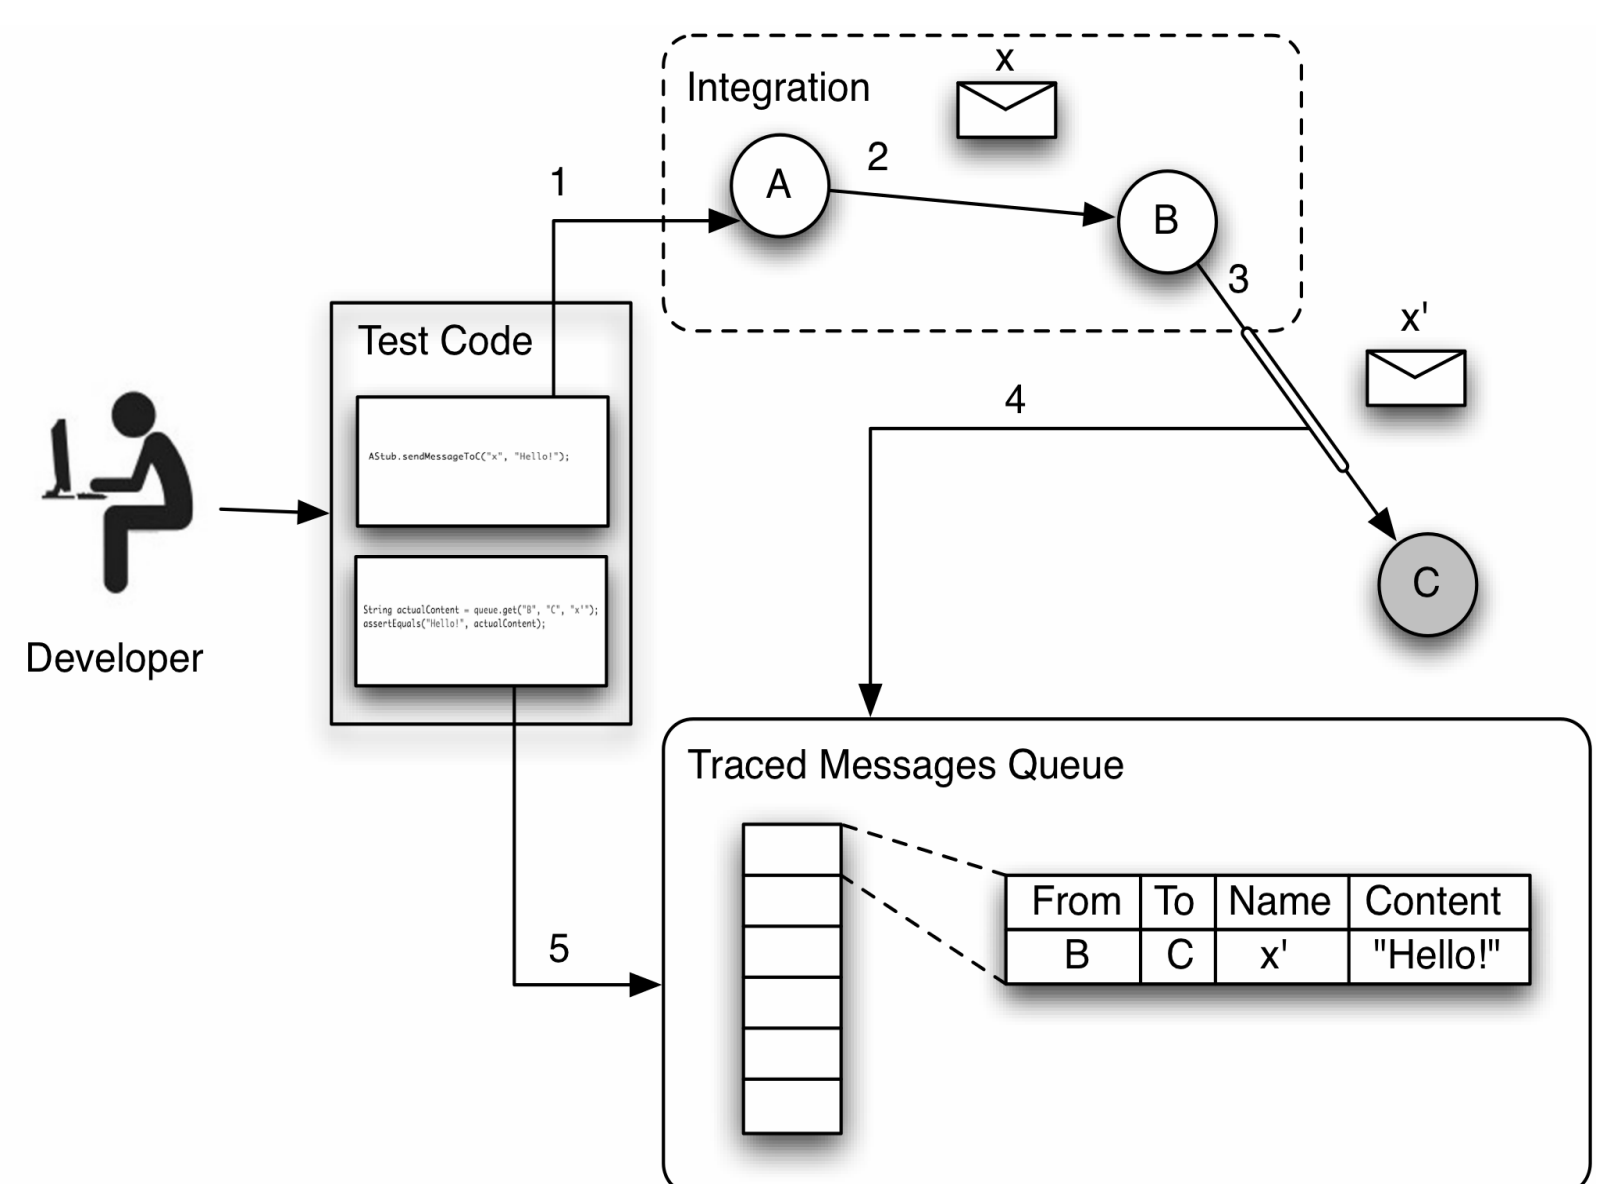 x
Integration
A
2
B
1
3
x'
Test Code
4
AStub.sendMessageToC("x", "Hello!");
C
String actualContent = queue.get("B", "C", "x'");
assertEquals("Hello!", actualContent);
Developer
Traced Messages Queue
From To Name Content
B C x' "Hello!"
5